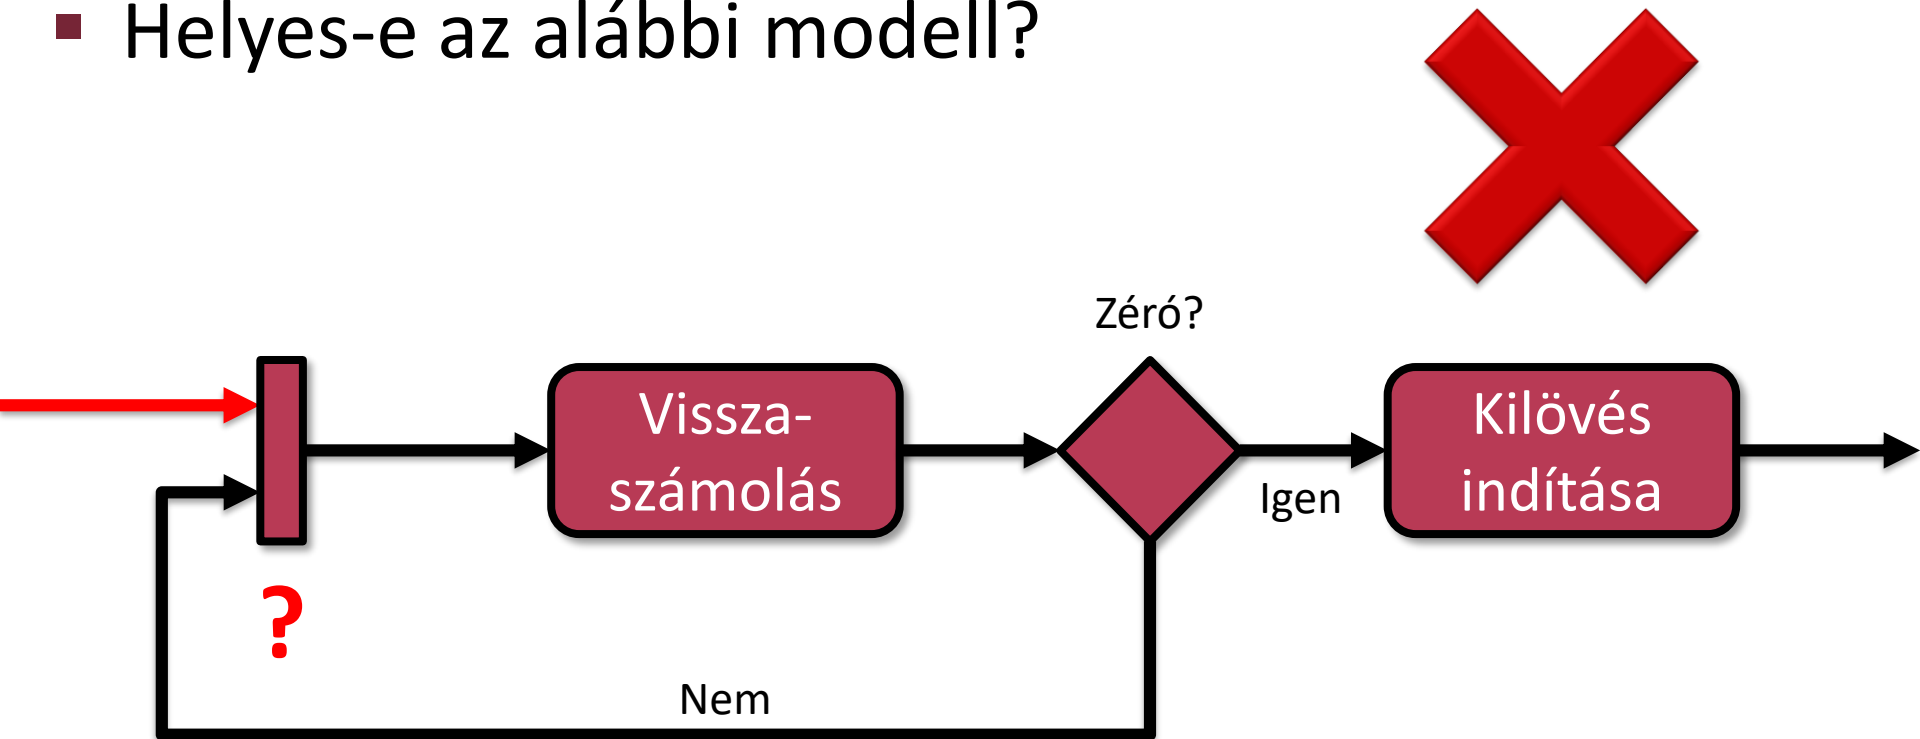 ▪ Helyes-e az alábbi modell?
Zéró?
Vissza-
számolás
Kilövés
indítása
Igen
?
Nem